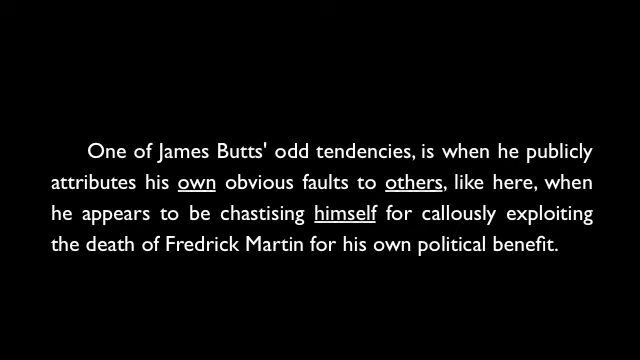 One of James Butts' odd tendencies, is when he publicly
attributes his own obvious faults to others, like here, when
he appears to be chastising himself for callously exploiting
the death of Fredrick Martin for his own political benefit.